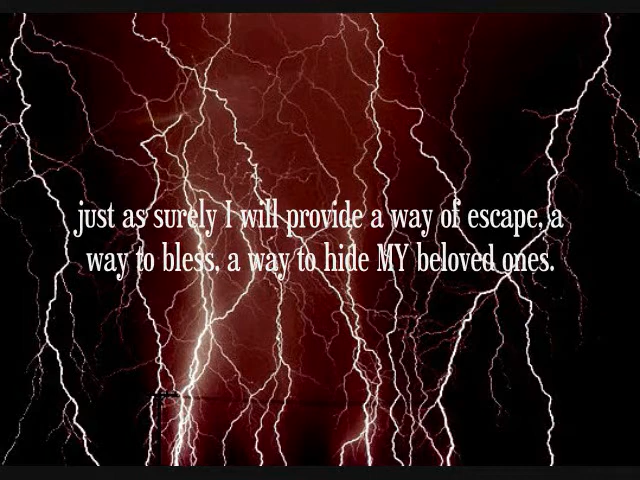 just as surely I will provide a way of escape, a
way to bless, a way to hide MY beloved ones.